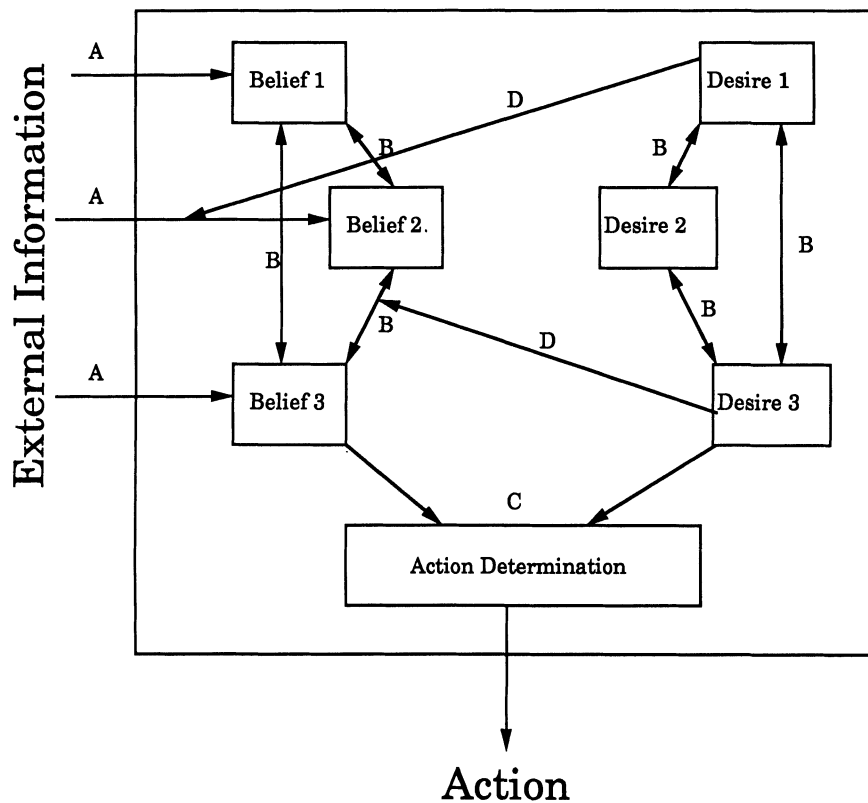 External Information
A
Belief 1
Desire 1
D
B
B
A
Belief 2.
Desire 2
B
B
B
B
D
A
Belief 3
Desire 3
C
Action Determination
Action